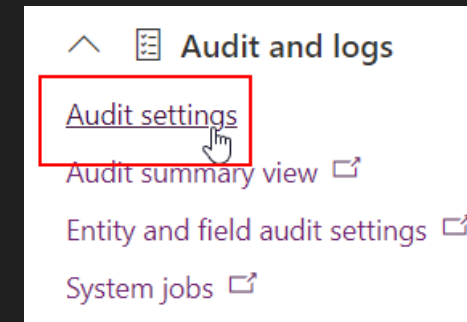 Audit and logs
Audit settings
Audit summary view
Entity and field audit settings
System jobs